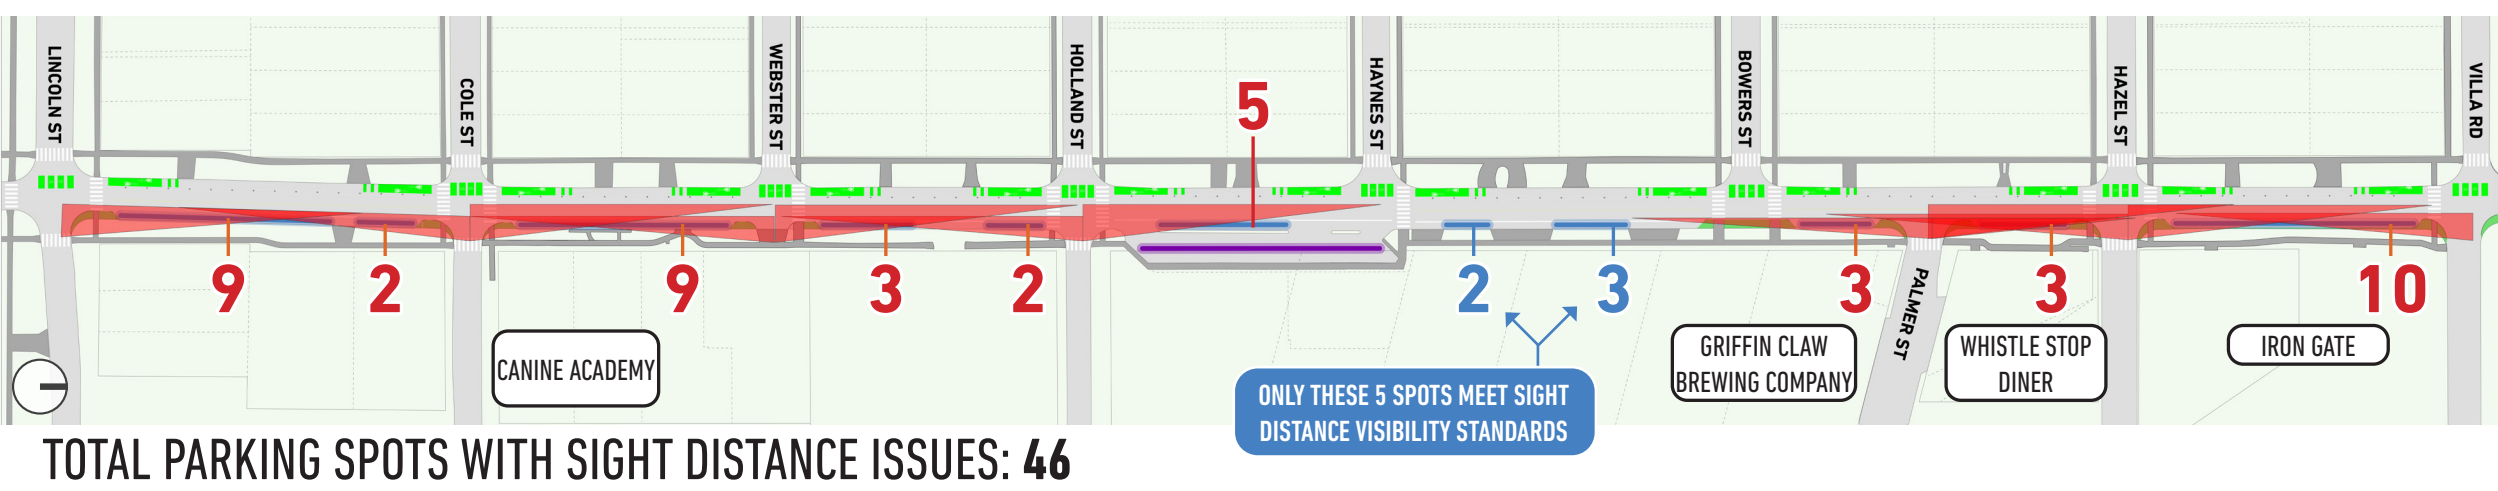 LINCOLN ST
COLE ST
WEBSTER ST
HOLLAND ST
HAYNES ST
BOWERS ST
HAZEL ST
VILLA RD
5
9
2
9
3
2
2
3
3
3
10
PALMER ST
CANINE ACADEMY
GRIFFIN CLAW
BREWING COMPANY
WHISTLE STOP
DINER
IRON GATE
ONLY THESE 5 SPOTS MEET SIGHT
DISTANCE VISIBILITY STANDARDS
TOTAL PARKING SPOTS WITH SIGHT DISTANCE ISSUES: 46